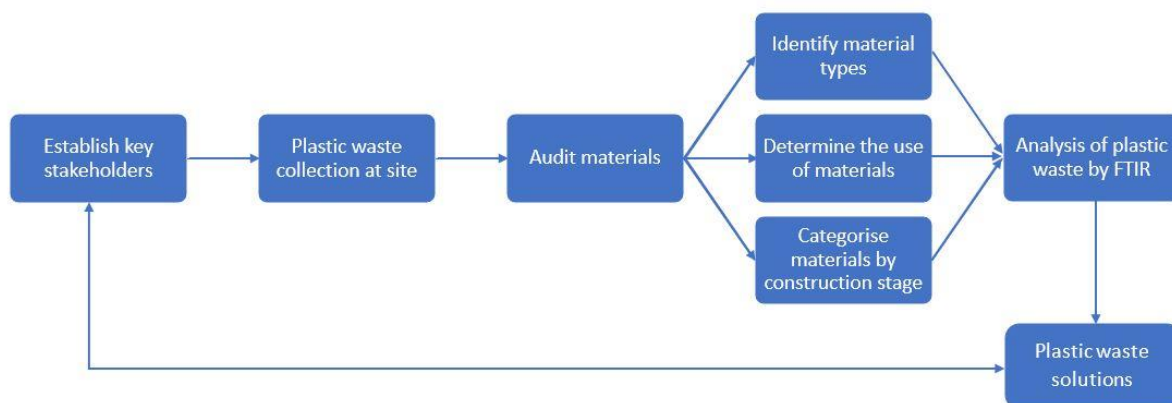 Establish key
stakeholders
Plastic waste
collection at site
Audit materials
Identify material
types
Determine the use
of materials
Categorise
materials by
construction stage
Analysis of plastic
waste by FTIR
Plastic waste
solutions